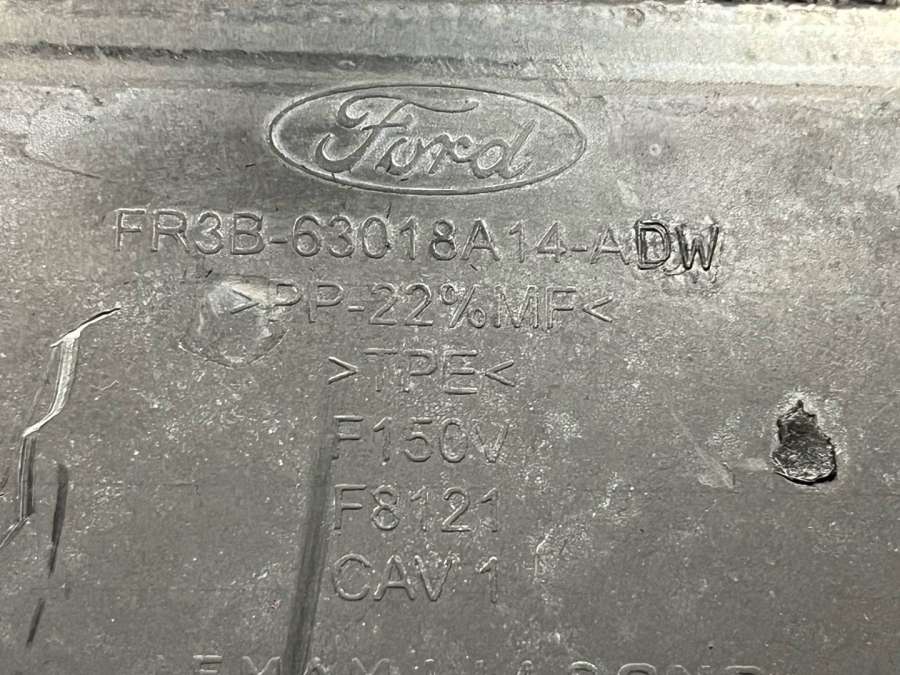 Ford
FR3B-63018A14-ADW
>PP-22%MF<
>TPE<
F150V
F8121
CAV 1